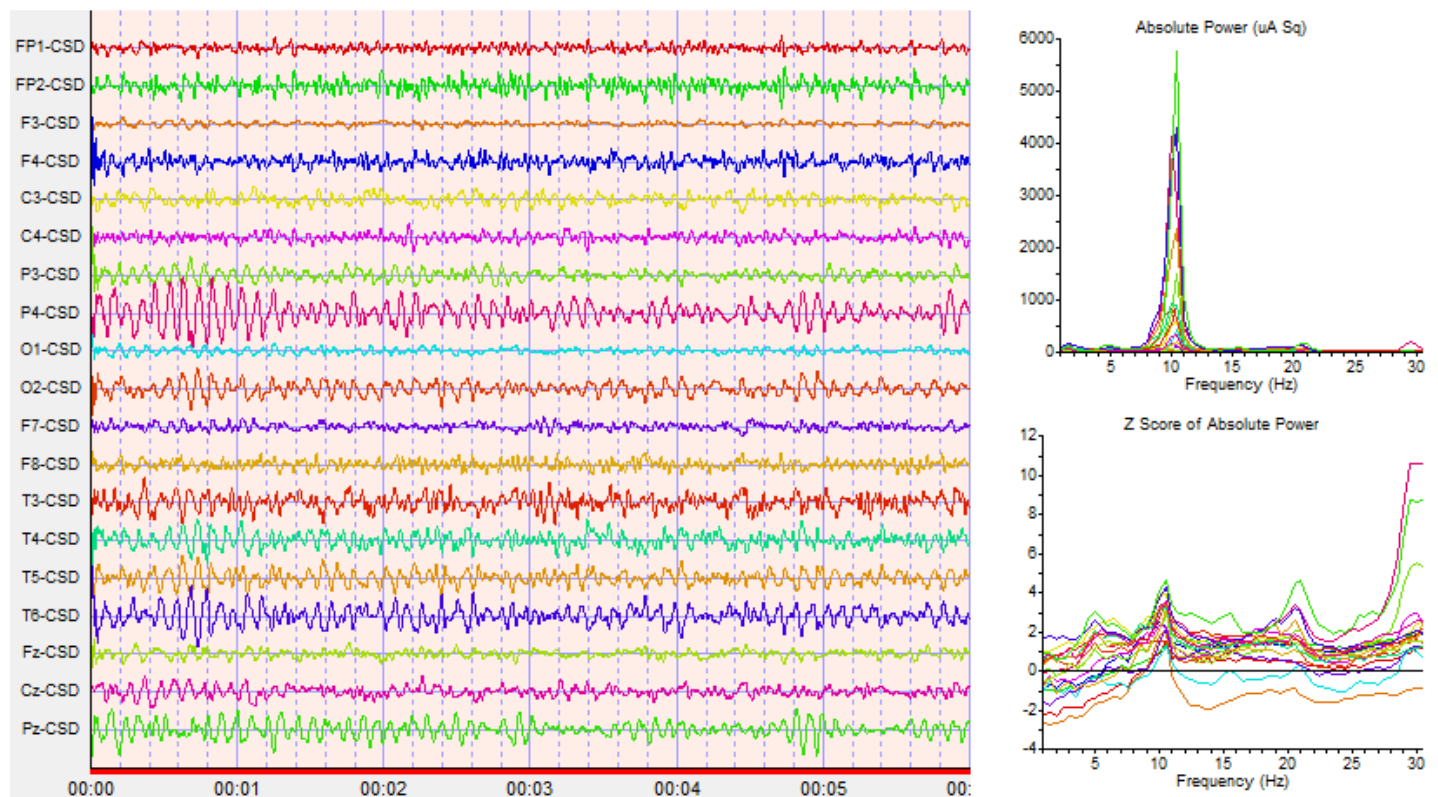 FP1-CSD
FP2-CSD
F3-CSD
F4-CSD
C3-CSD
C4-CSD
P3-CSD
P4-CSD
O1-CSD
O2-CSD
F7-CSD
F8-CSD
T3-CSD
T4-CSD
T5-CSD
T6-CSD
Fz-CSD
Cz-CSD
Pz-CSD
00:00 00:01 00:02 00:03 00:04 00:05 00:
Absolute Power (uA Sq)
6000
5000
4000
3000
2000
1000
0
5 10 15 20 25 30
Frequency (Hz)
Z Score of Absolute Power
12
10
8
6
4
2
0
-2
-4
5 10 15 20 25 30
Frequency (Hz)